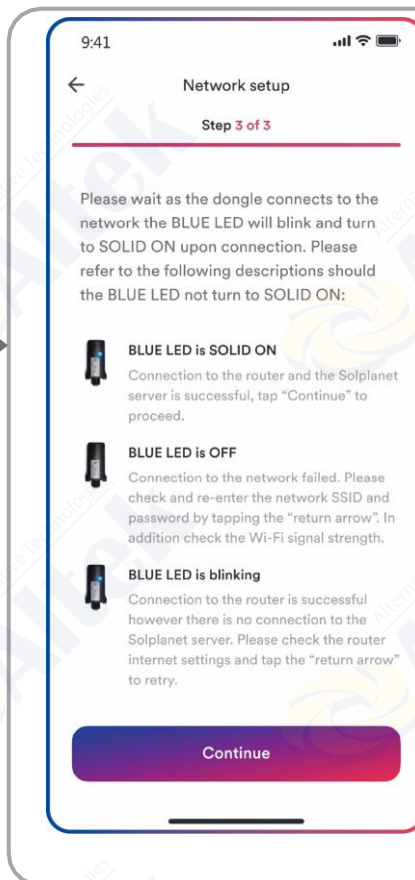 9:41
Network setup
Step 3 of 3
Please wait as the dongle connects to the
network the BLUE LED will blink and turn
to SOLID ON upon connection. Please
refer to the following descriptions should
the BLUE LED not turn to SOLID ON:
BLUE LED is SOLID ON
Connection to the router and the Solplanet
server is successful, tap “Continue” to
proceed.
BLUE LED is OFF
Connection to the network failed. Please
check and re-enter the network SSID and
password by tapping the “return arrow”. In
addition check the Wi-Fi signal strength.
BLUE LED is blinking
Connection to the router is successful
however there is no connection to the
Solplanet server. Please check the router
internet settings and tap the “return arrow”
to retry.
Continue
Altek